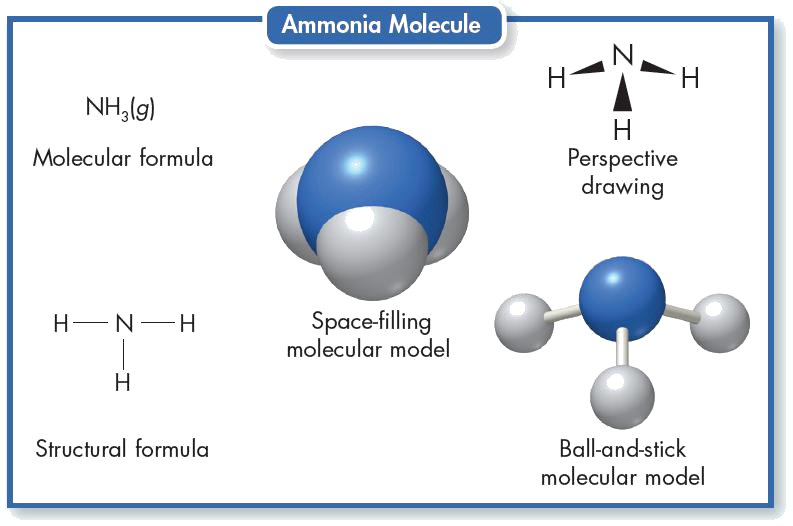 Ammonia Molecule
NH₃(g)
Molecular formula
N
H H
H
Perspective
drawing
H — N — H
H
Structural formula
Space-filling
molecular model
Ball-and-stick
molecular model